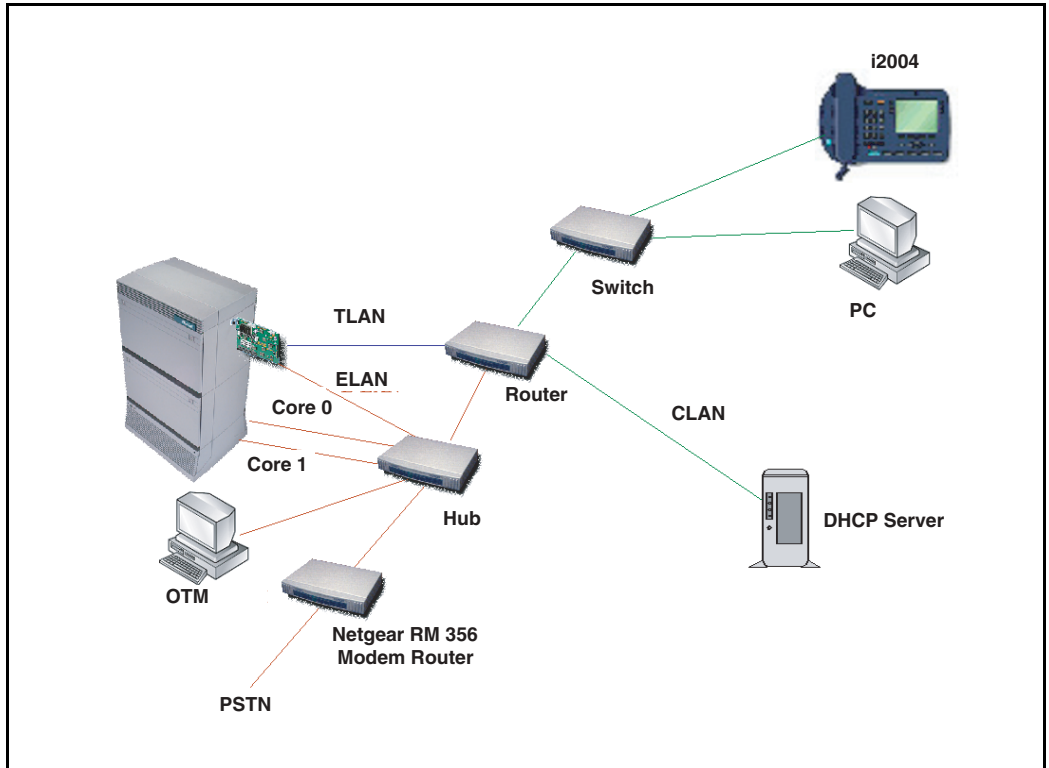 i2004
Switch
PC
TLAN
ELAN
Router
Core 0
CLAN
Core 1
Hub
DHCP Server
OTM
Netgear RM 356
Modem Router
PSTN